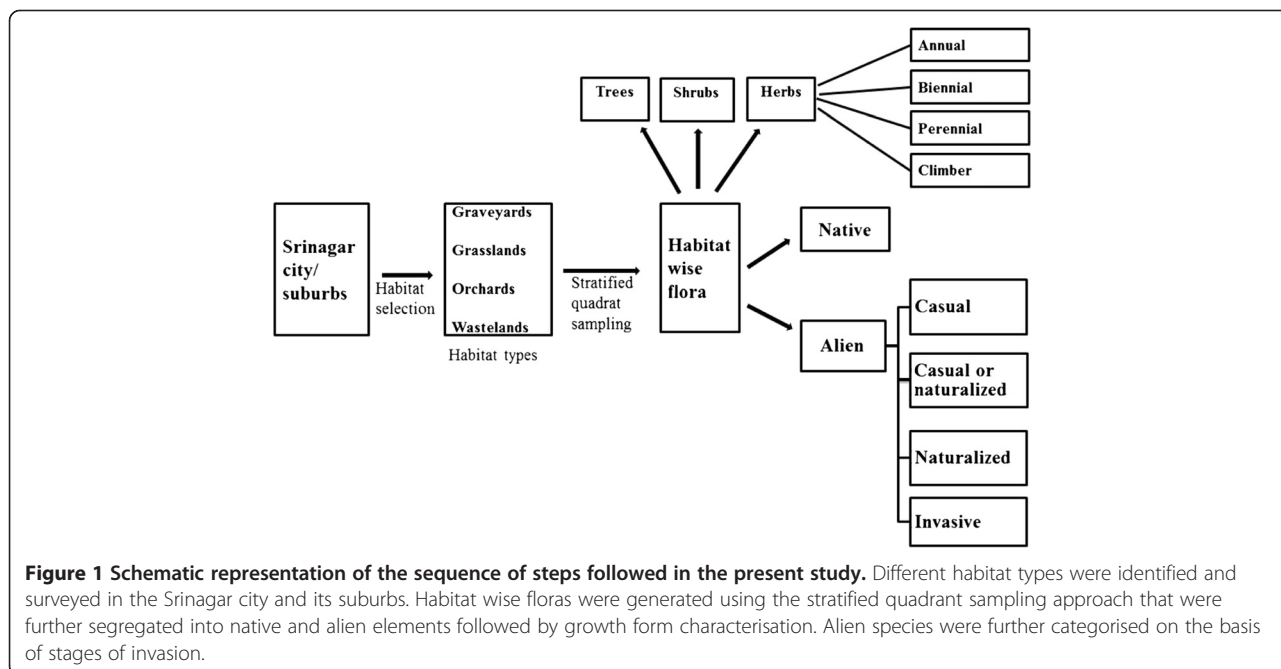 Annual
Trees
Shrubs
Herbs
Biennial
Perennial
Climber
Srinagar
city/
suburbs
Habitat
selection
Graveyards
Grasslands
Orchards
Wastelands
Habitat types
Stratified
quadrat
sampling
Habitat
wise
flora
Native
Alien
Casual
Casual or
naturalized
Naturalized
Invasive
Figure 1 Schematic representation of the sequence of steps followed in the present study. Different habitat types were identified and
surveyed in the Srinagar city and its suburbs. Habitat wise floras were generated using the stratified quadrant sampling approach that were
further segregated into native and alien elements followed by growth form characterisation. Alien species were further categorised on the basis
of stages of invasion.